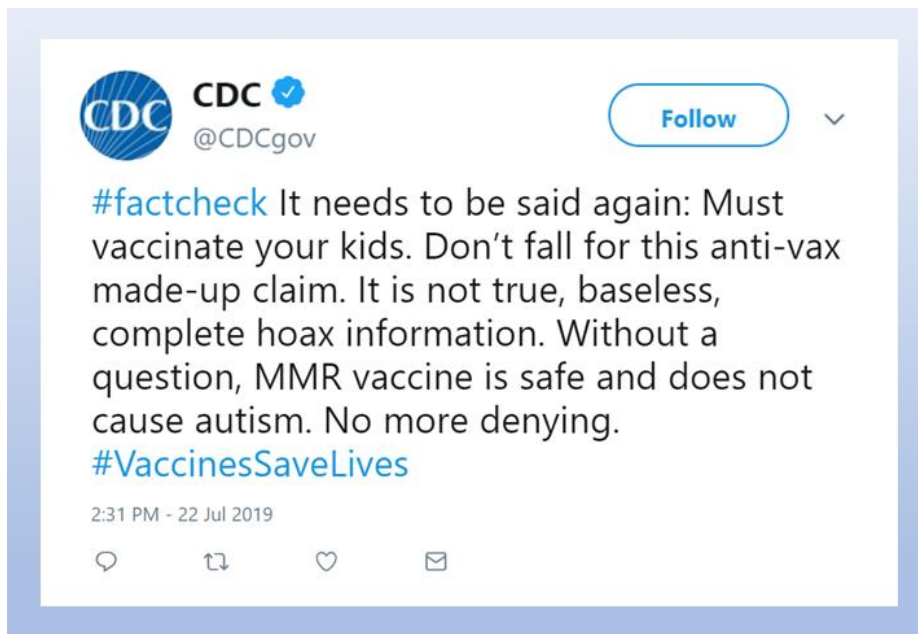 CDC
CDC
@CDCgov
Follow
#factcheck It needs to be said again: Must
vaccinate your kids. Don’t fall for this anti-vax
made-up claim. It is not true, baseless,
complete hoax information. Without a
question, MMR vaccine is safe and does not
cause autism. No more denying.
#VaccinesSaveLives
2:31 PM - 22 Jul 2019